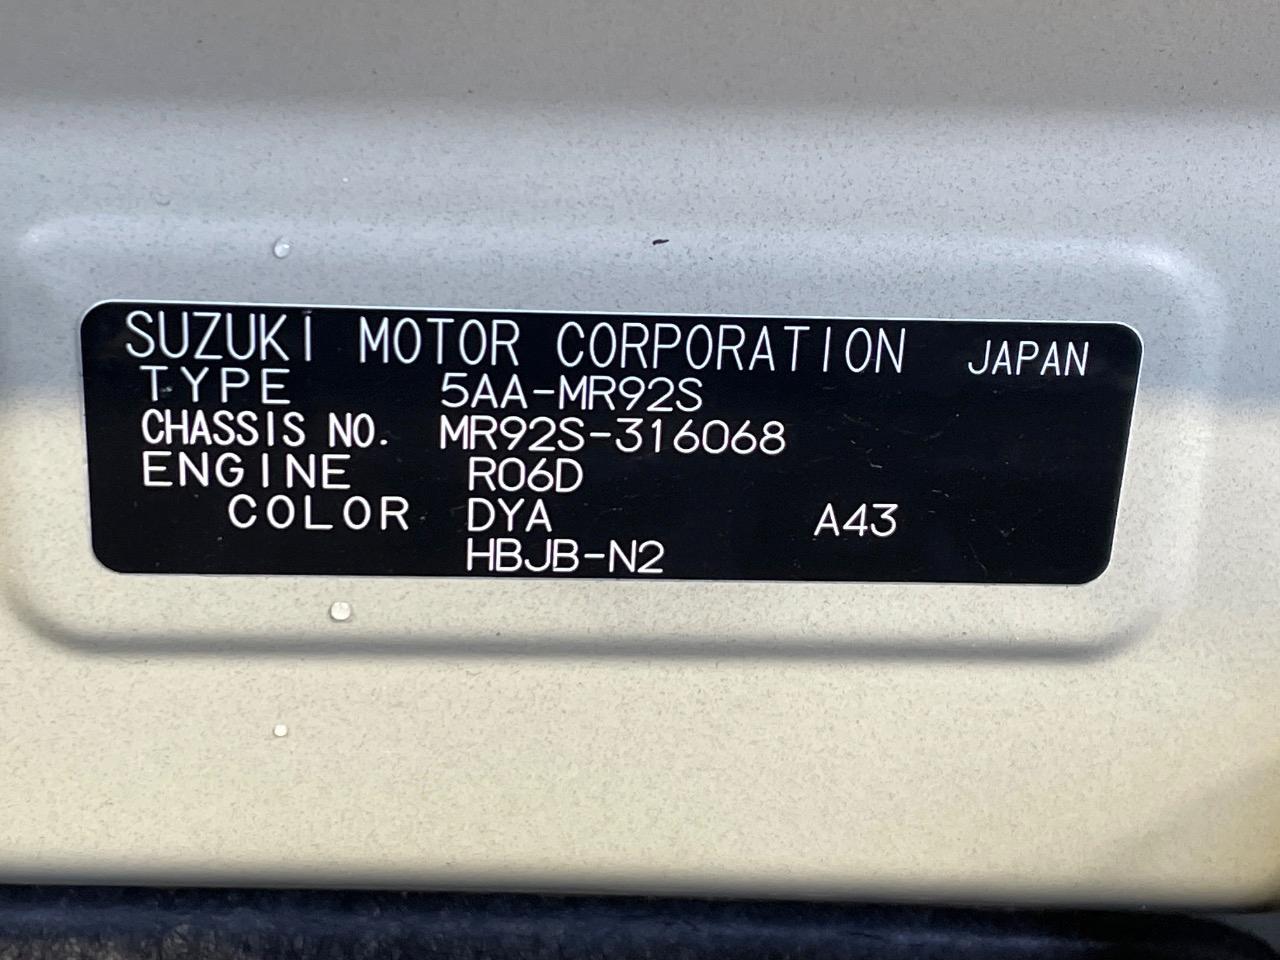 SUZUKI MOTOR CORPORATION JAPAN
TYPE 5AA-MR92S
CHASSIS NO. MR92S-316068
ENGINE R06D
COLOR DYA A43
HBJB-N2